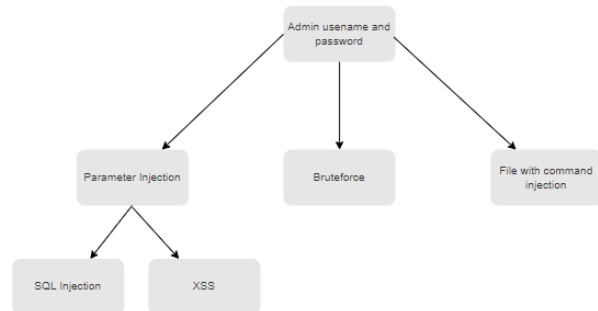 Admin usename and
password
Parameter Injection
Bruteforce
File with command
injection
SQL Injection
XSS